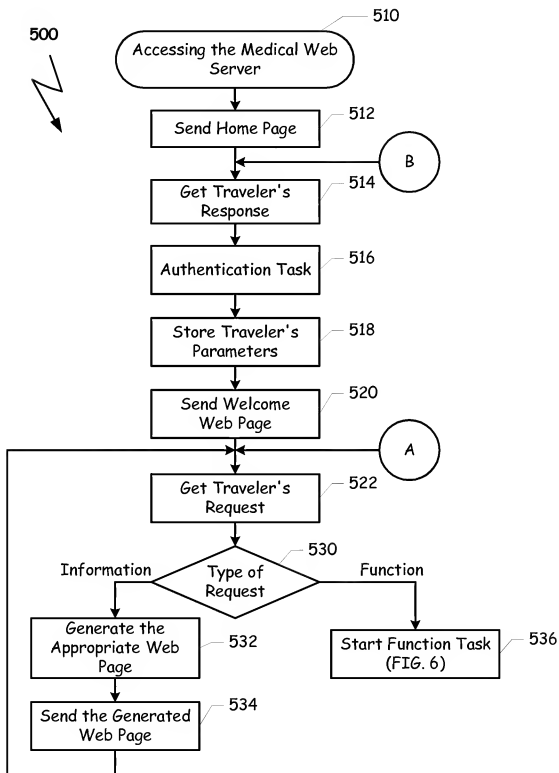 500
510
Accessing the Medical Web
Server
512
Send Home Page
B
514
Get Traveler's
Response
516
Authentication Task
518
Store Traveler's
Parameters
520
Send Welcome
Web Page
A
522
Get Traveler's
Request
530
Information
Type of
Request
Function
532
Generate the
Appropriate Web
Page
536
Start Function Task
(FIG. 6)
534
Send the Generated
Web Page